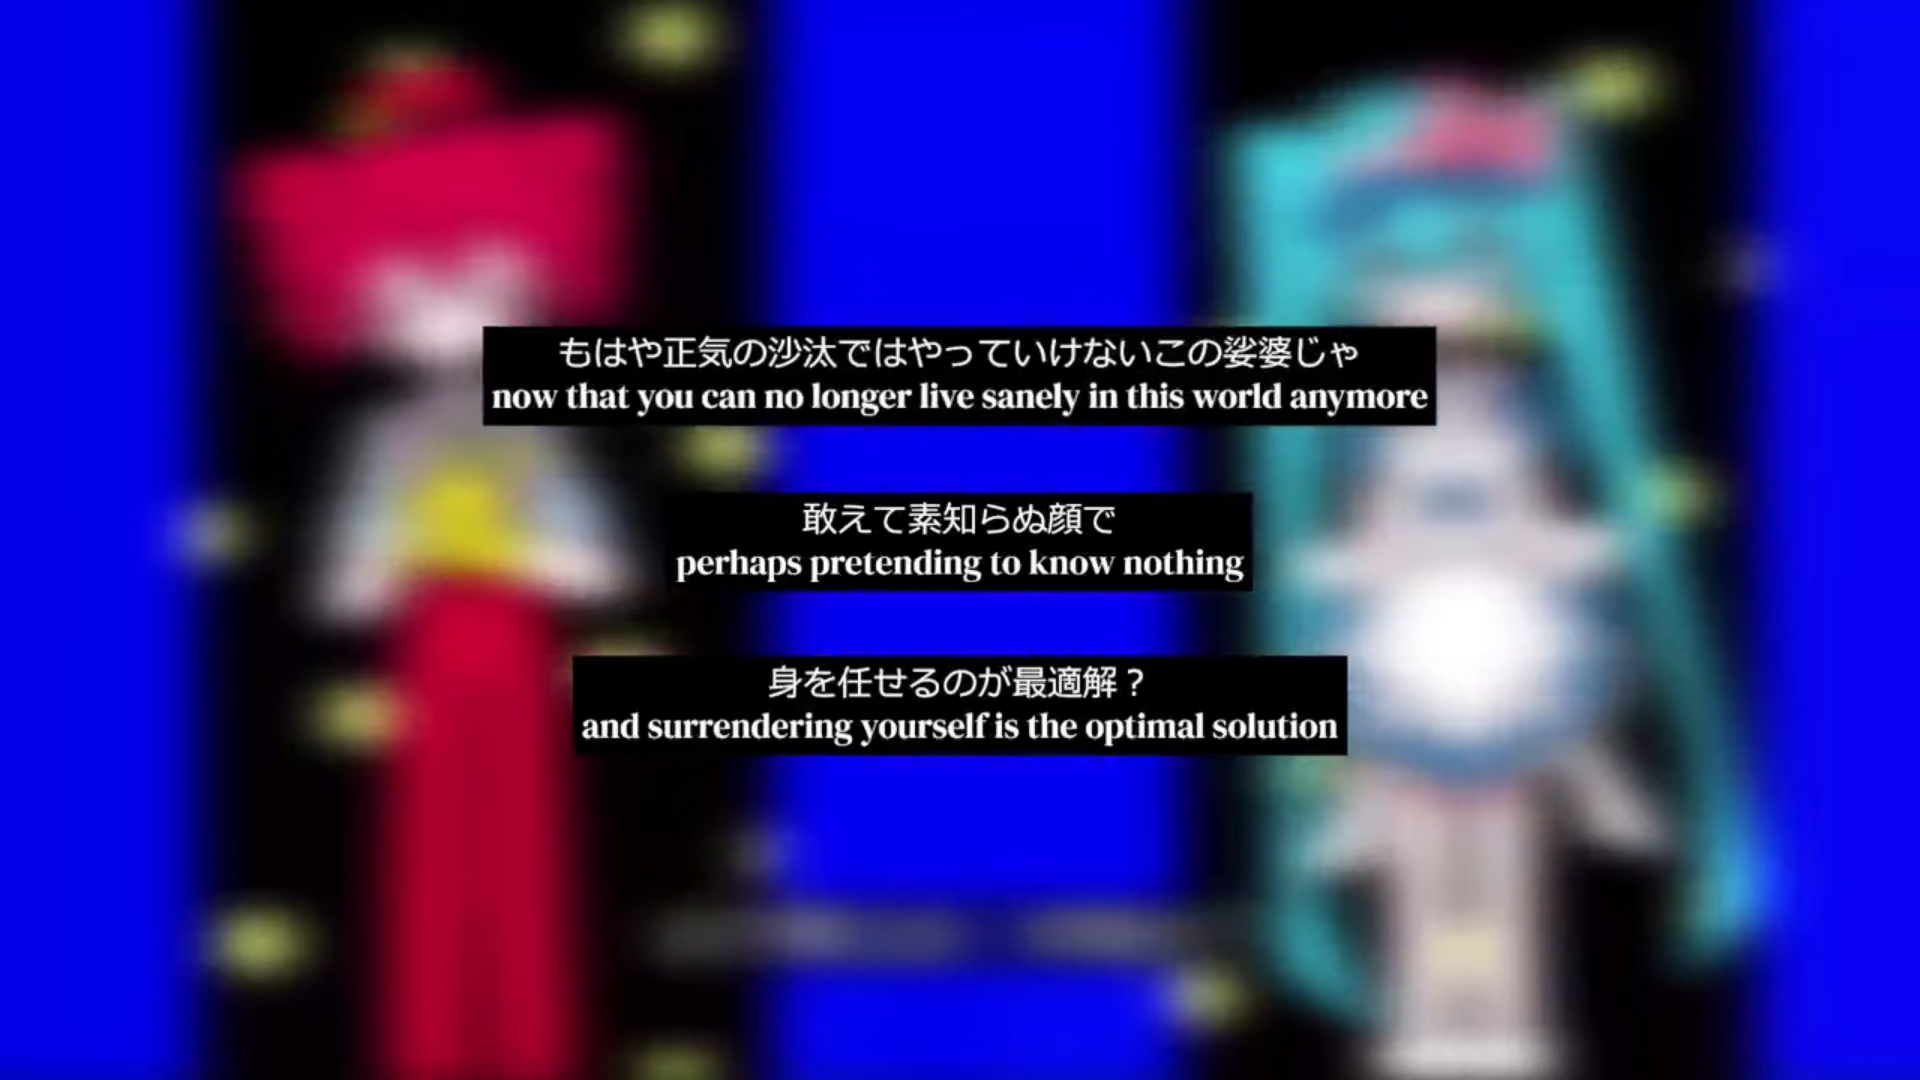 もはや正気の沙汰ではやっていけないこの娑婆じゃ
now that you can no longer live sanely in this world anymore
敢えて素知らぬ顔で
perhaps pretending to know nothing
身を任せるのが最適解？
and surrendering yourself is the optimal solution